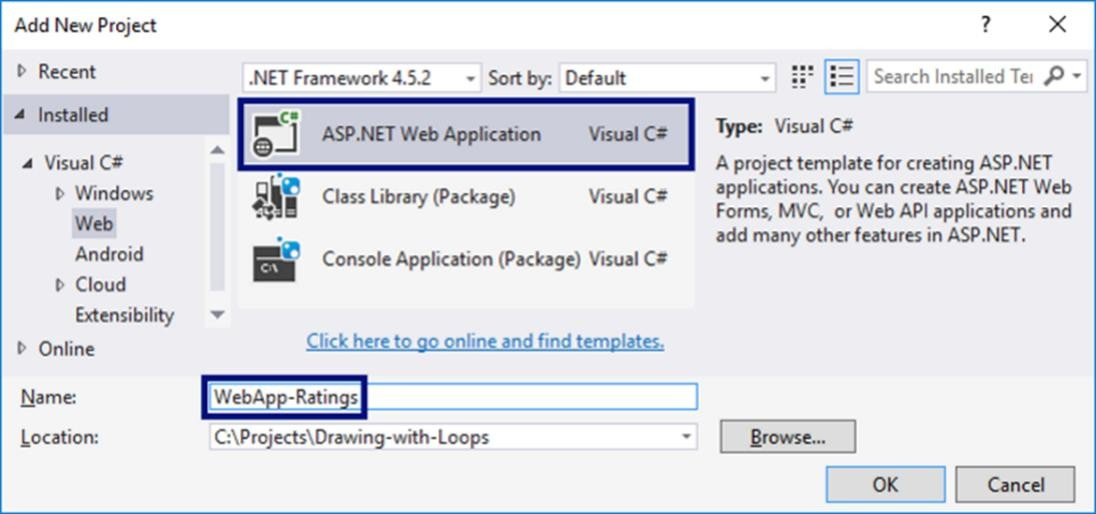 Add New Project
?
Recent
.NET Framework 4.5.2
Sort by: Default
Search Installed Te
Installed
Visual C#
Windows
Web
Android
Cloud
Extensibility
Online
C#
ASP.NET Web Application Visual C#
Class Library (Package) Visual C#
C:\
Console Application (Package) Visual C#
Click here to go online and find templates.
Type: Visual C#
A project template for creating ASP.NET
applications. You can create ASP.NET Web
Forms, MVC, or Web API applications and
add many other features in ASP.NET.
Name: WebApp-Ratings
Location: C:\Projects\Drawing-with-Loops
Browse...
OK
Cancel